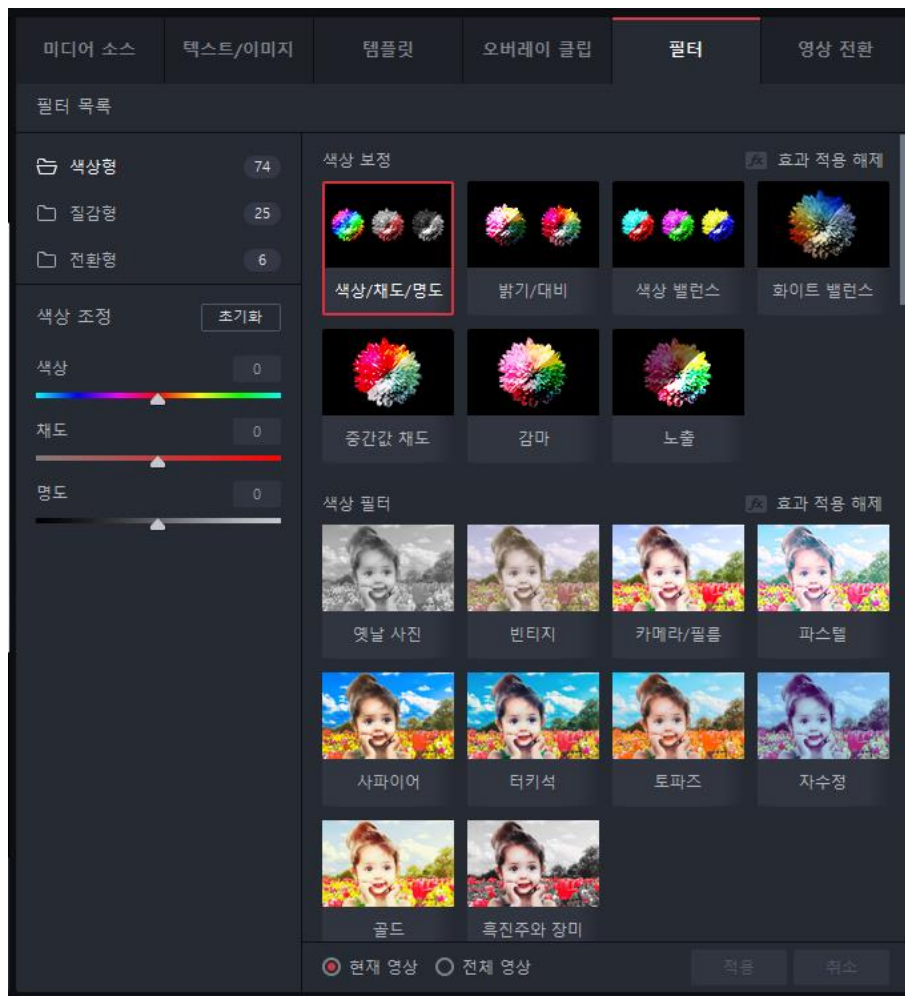 미디어 소스 텍스트/이미지 템플릿 오버레이 클립 필터 영상 전환
필터 목록
색상형 74
질감형 25
전환형 6
색상 조정 초기화
색상 0
채도 0
명도 0
색상 보정 fx 효과 적용 해제
색상/채도/명도 밝기/대비 색상 밸런스 화이트 밸런스
중간값 채도 감마 노출
색상 필터 fx 효과 적용 해제
옛날 사진 빈티지 카메라/필름 파스텔
사파이어 터키석 토파즈 자수정
골드 흑진주와 장미
현재 영상 전체 영상 적용 취소